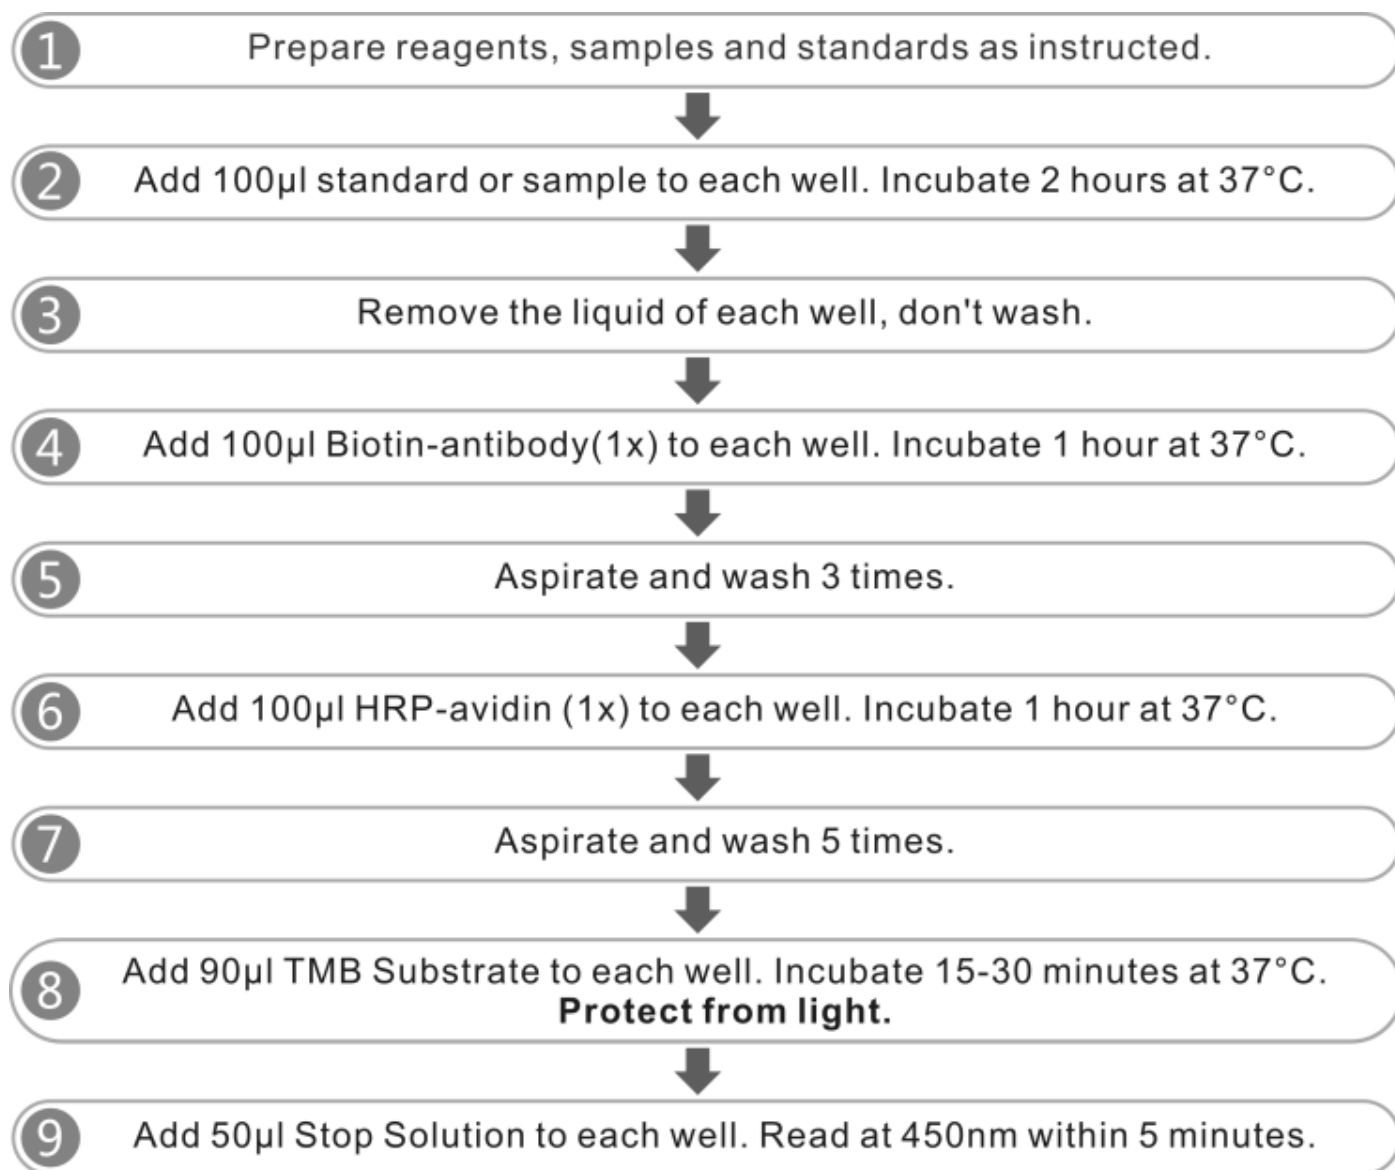 1 Prepare reagents, samples and standards as instructed.
2 Add 100µl standard or sample to each well. Incubate 2 hours at 37°C.
3 Remove the liquid of each well, don't wash.
4 Add 100µl Biotin-antibody(1x) to each well. Incubate 1 hour at 37°C.
5 Aspirate and wash 3 times.
6 Add 100µl HRP-avidin (1x) to each well. Incubate 1 hour at 37°C.
7 Aspirate and wash 5 times.
8 Add 90µl TMB Substrate to each well. Incubate 15-30 minutes at 37°C.
Protect from light.
9 Add 50µl Stop Solution to each well. Read at 450nm within 5 minutes.